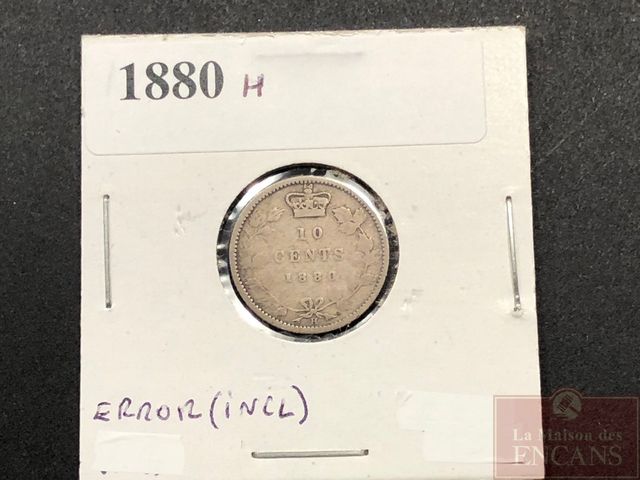 1880 H
10
CENTS
1880
H
ERROR (INCL)
La Maison des
ENCANS